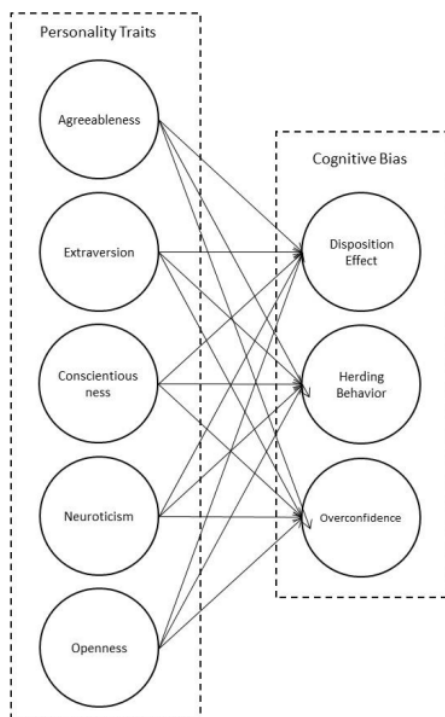 Personality Traits
Agreeableness
Extraversion
Conscientious
ness
Neuroticism
Openness
Cognitive Bias
Disposition
Effect
Herding
Behavior
Overconfidence